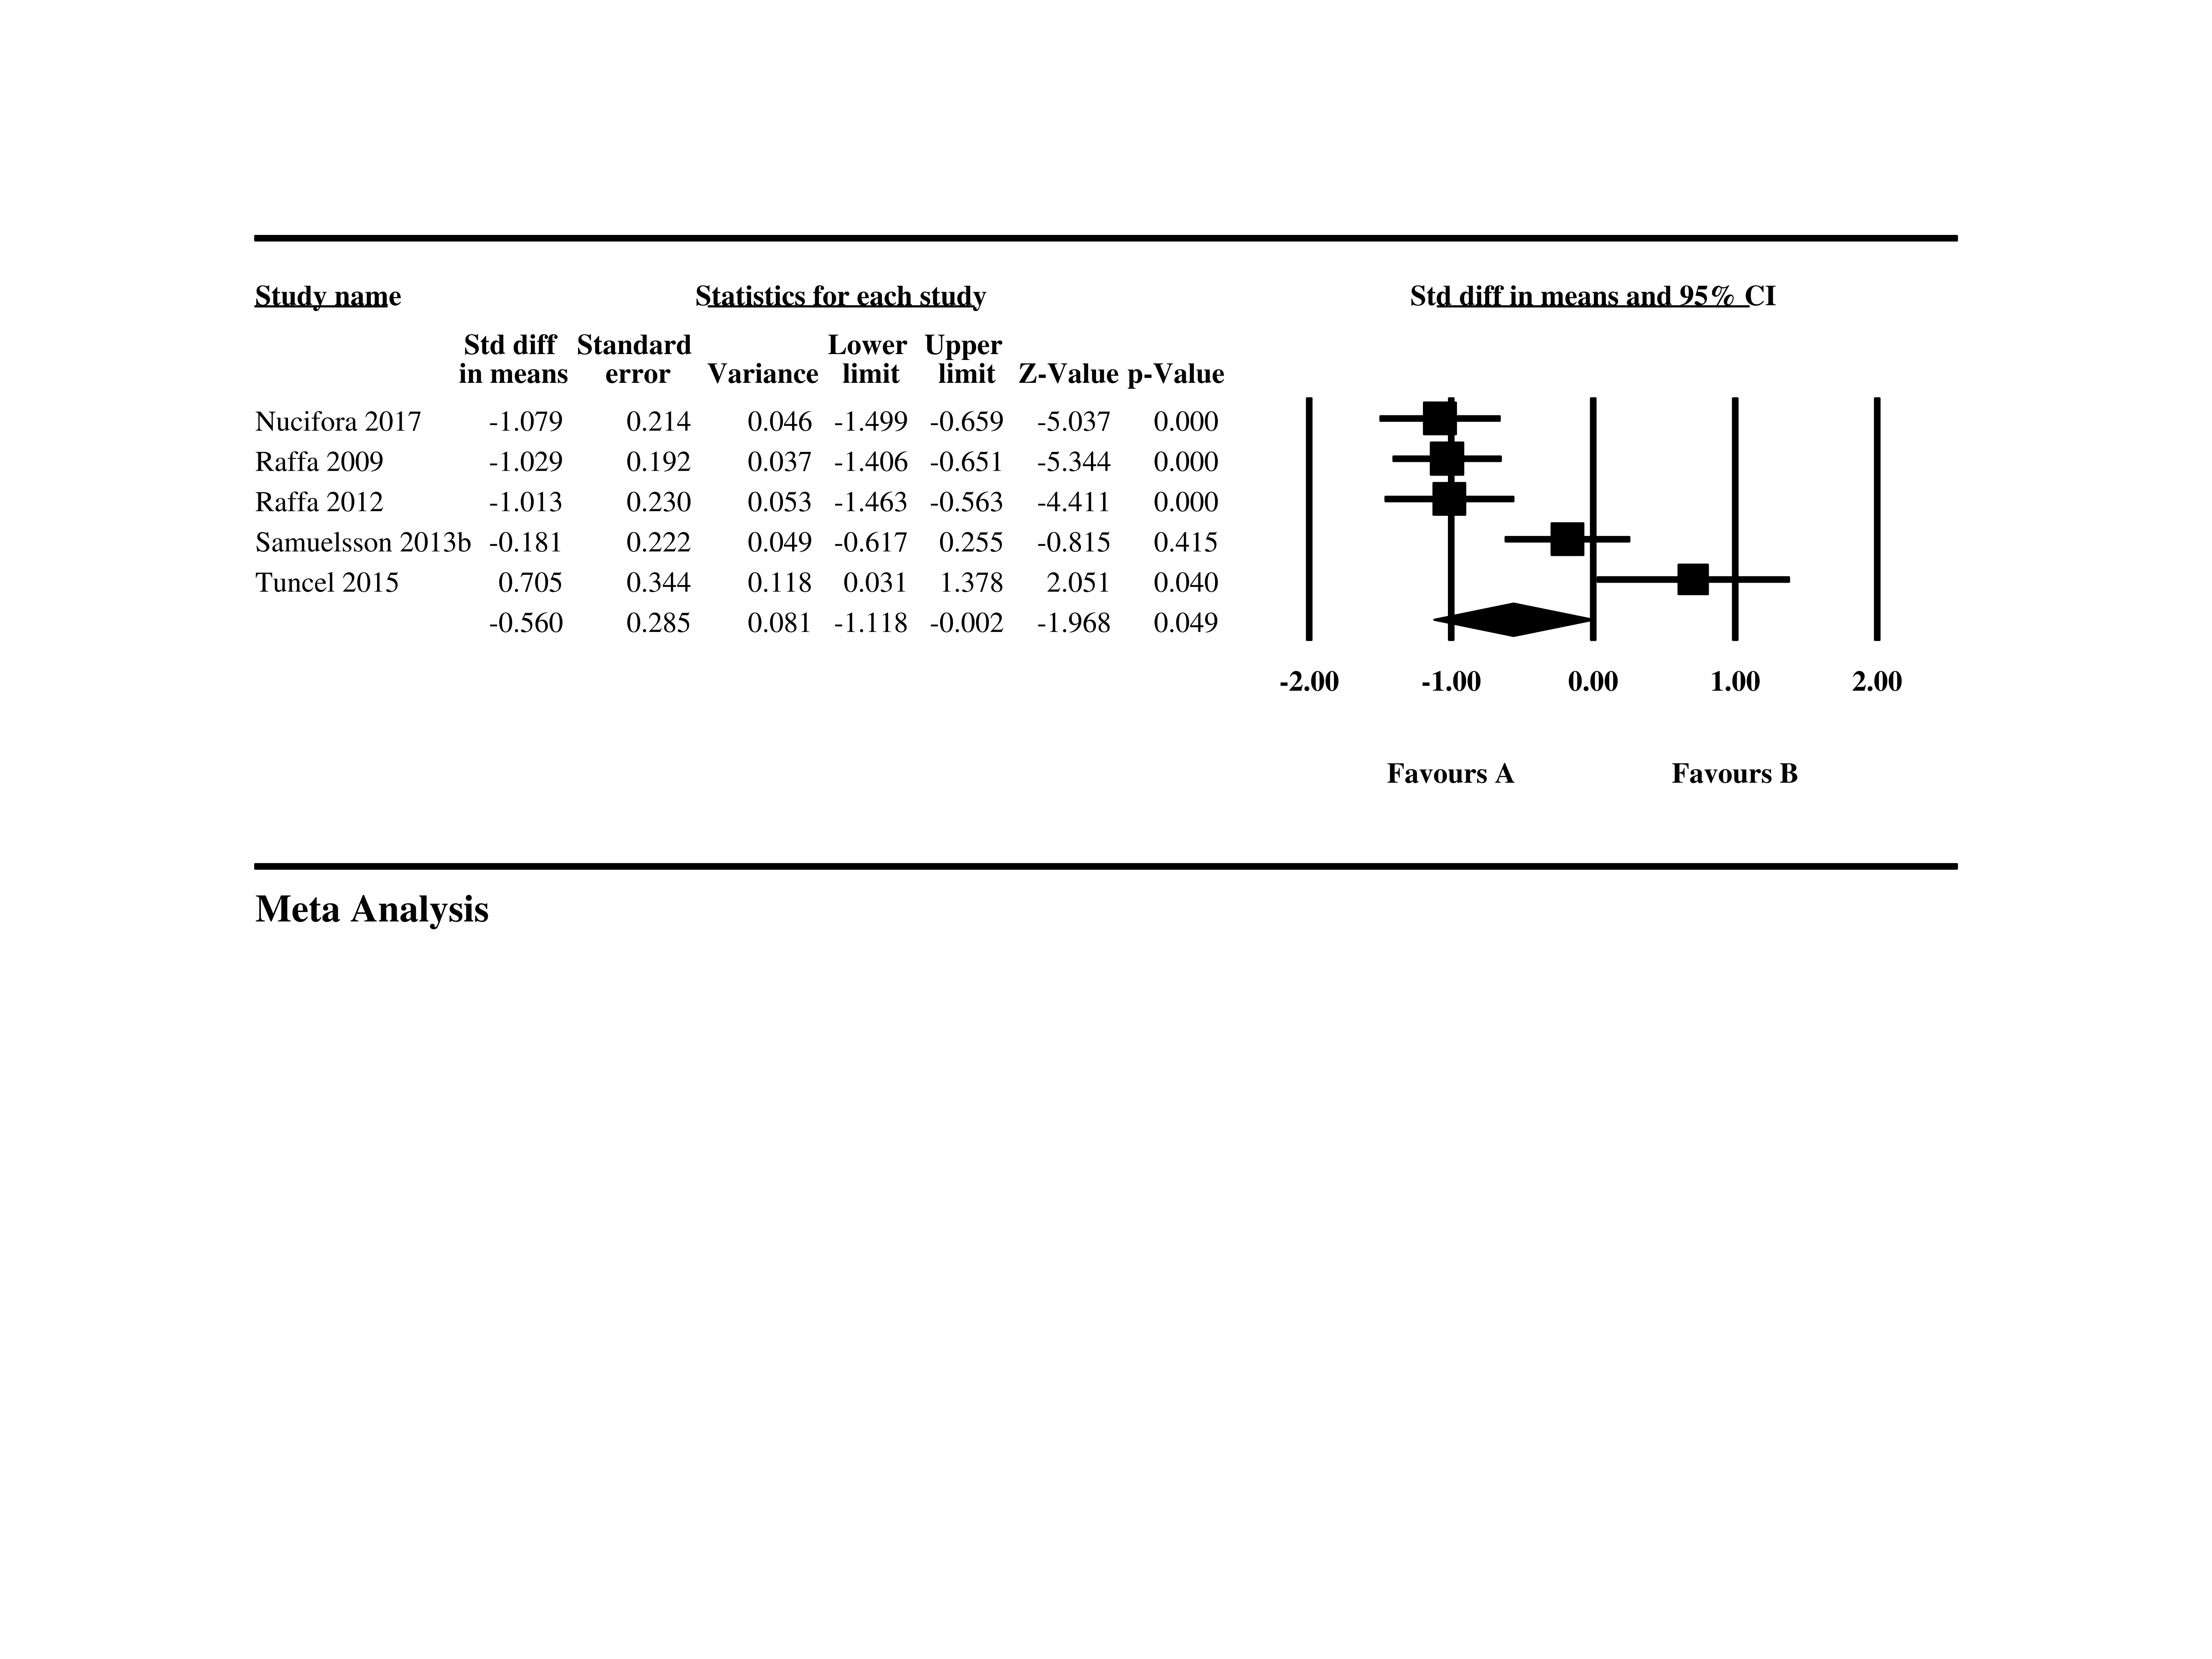 Study name Statistics for each study Std diff in means and 95% CI
Std diff Standard Lower Upper
in means error Variance limit limit Z-Value p-Value
Nucifora 2017 -1.079 0.214 0.046 -1.499 -0.659 -5.037 0.000
Raffa 2009 -1.029 0.192 0.037 -1.406 -0.651 -5.344 0.000
Raffa 2012 -1.013 0.230 0.053 -1.463 -0.563 -4.411 0.000
Samuelsson 2013b -0.181 0.222 0.049 -0.617 0.255 -0.815 0.415
Tuncel 2015 0.705 0.344 0.118 0.031 1.378 2.051 0.040
-0.560 0.285 0.081 -1.118 -0.002 -1.968 0.049
-2.00 -1.00 0.00 1.00 2.00
Favours A Favours B
Meta Analysis